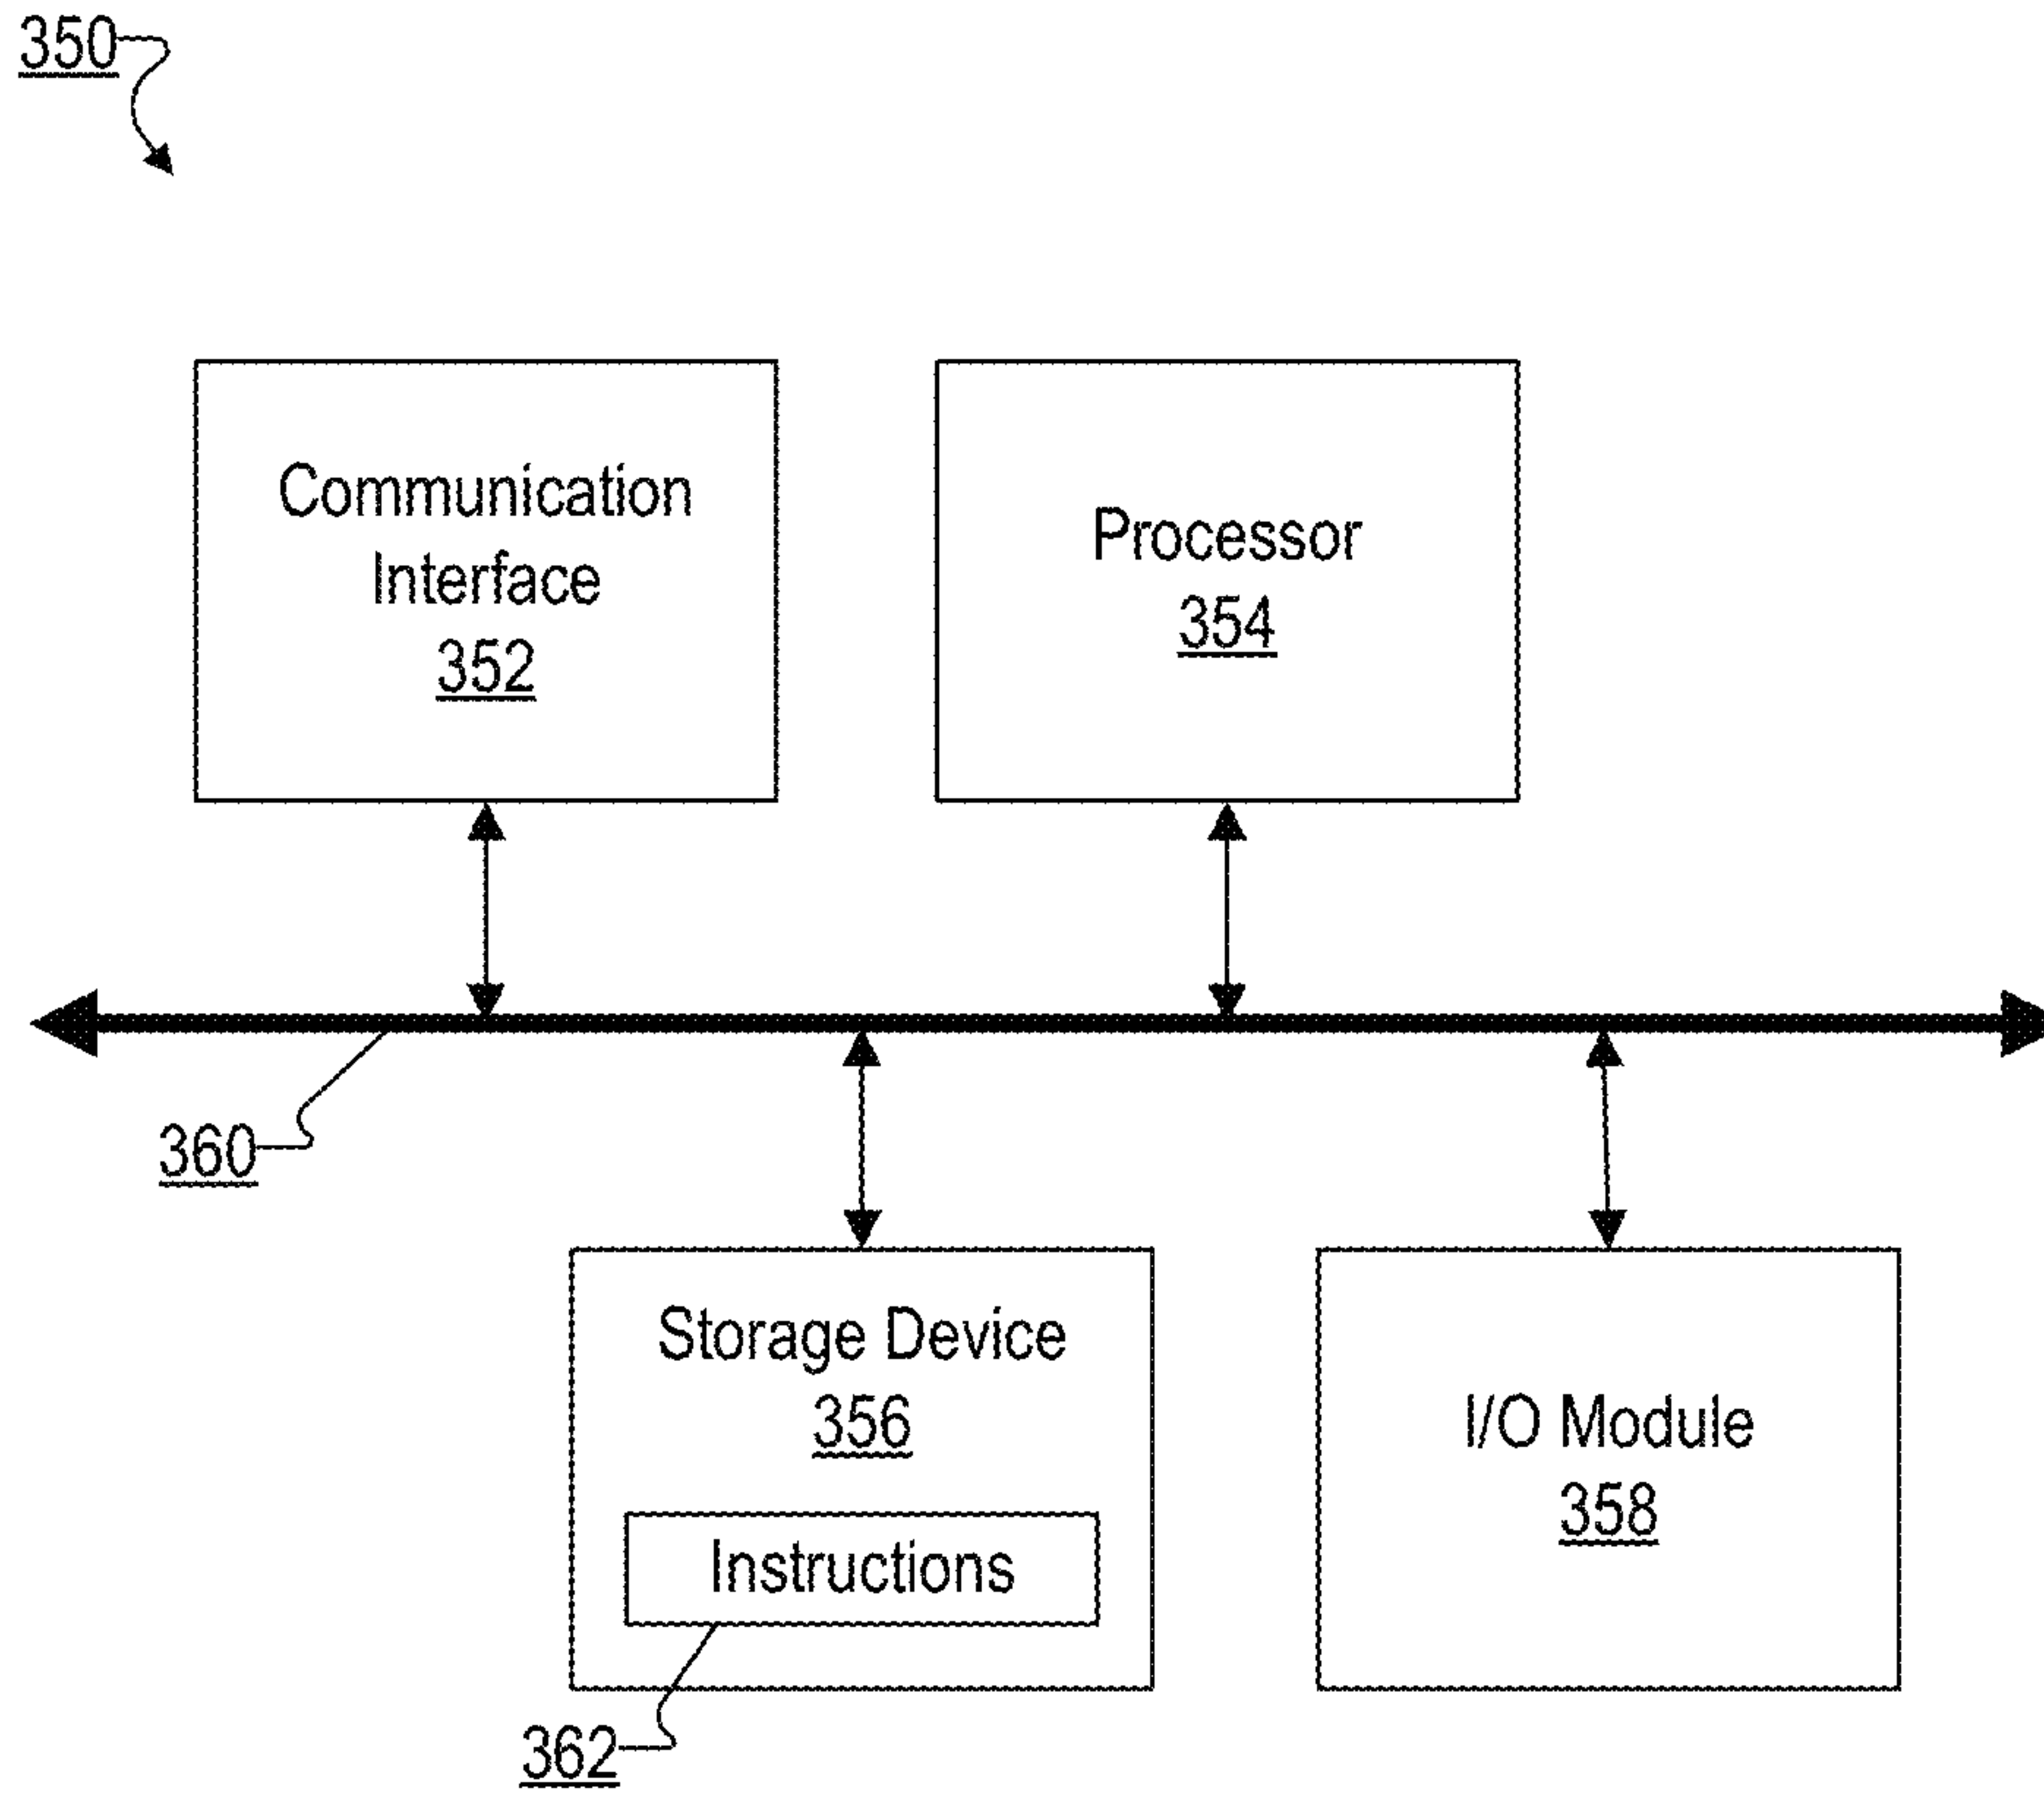 350
Communication
Interface
352
Processor
354
360
Storage Device
356
Instructions
362
I/O Module
358